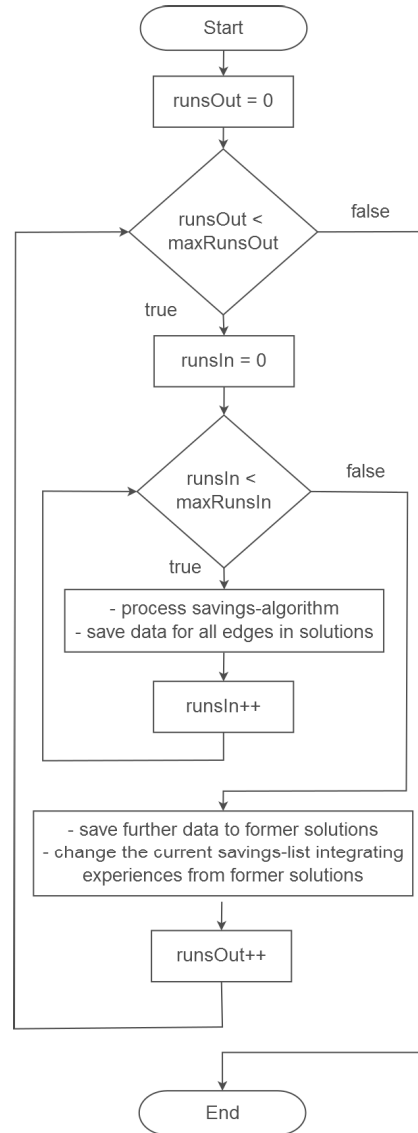 Start
runsOut = 0
runsOut <
maxRunsOut
false
true
runsIn = 0
runsIn <
maxRunsIn
false
true
- process savings-algorithm
- save data for all edges in solutions
runsIn++
- save further data to former solutions
- change the current savings-list integrating
experiences from former solutions
runsOut++
End